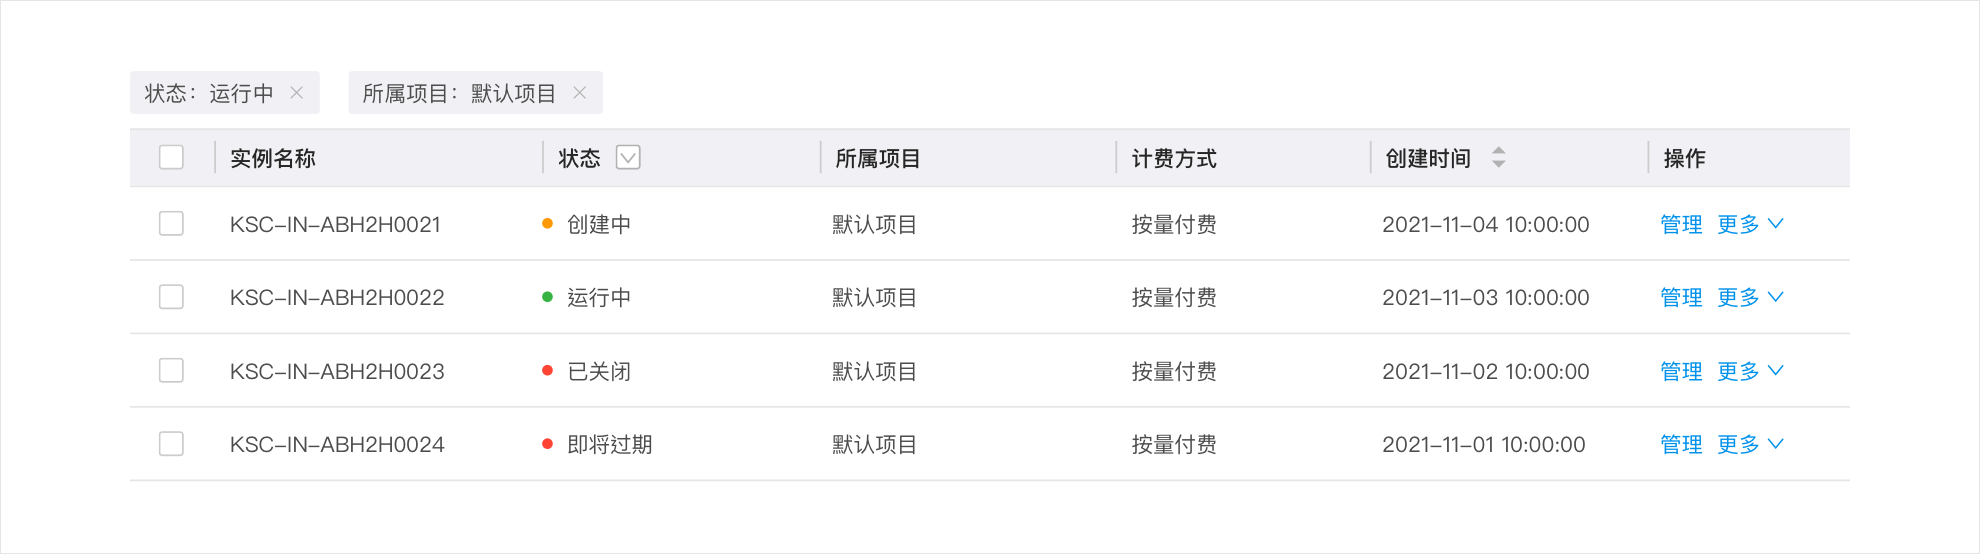 状态：运行中 所属项目：默认项目
实例名称 状态 所属项目 计费方式 创建时间 操作
KSC-IN-ABH2H0021 创建中 默认项目 按量付费 2021-11-04 10:00:00 管理 更多
KSC-IN-ABH2H0022 运行中 默认项目 按量付费 2021-11-03 10:00:00 管理 更多
KSC-IN-ABH2H0023 已关闭 默认项目 按量付费 2021-11-02 10:00:00 管理 更多
KSC-IN-ABH2H0024 即将过期 默认项目 按量付费 2021-11-01 10:00:00 管理 更多